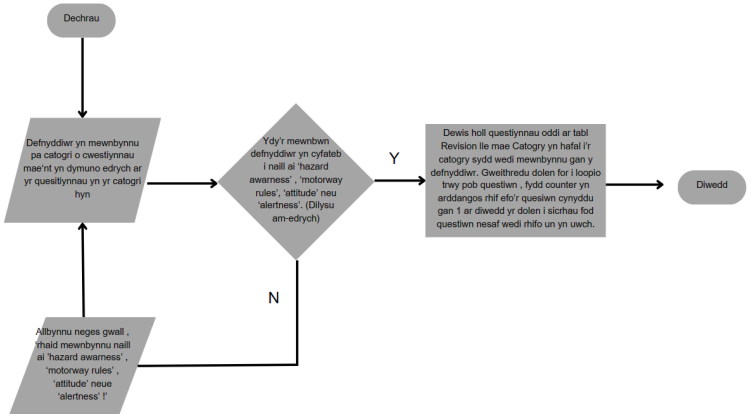 Dechrau
Defnyddiwr yn mewnbynnu
pa catogri o cwestiynnau
mae'nt yn dymuno edrych ar
yr quesitiynnau yn yr catogri
hyn
Ydy'r mewnbwn
defnyddiwr yn cyfateb
i naill ai 'hazard
awarness' , 'motorway
rules', 'attitude' neu
'alertness'. (Dilysu
am-edrych)
Y
Dewis holl questiynnau oddi ar tabl
Revision lle mae Catogry yn hafal i'r
catogry sydd wedi mewnbynnu gan y
defnyddiwr. Gweithredu dolen for i loopio
trwy pob questiwn , fydd counter yn
arddangos rhif efo'r quesiwn cynyddu
gan 1 ar diwedd yr dolen i sicrhau fod
questiwn nesaf wedi rhifo un yn uwch.
Diwedd
N
Allbynnu neges gwall ,
'rhaid mewnbynnu naill
ai 'hazard awarness' ,
'motorway rules' ,
'attitude' neue
'alertness' !'